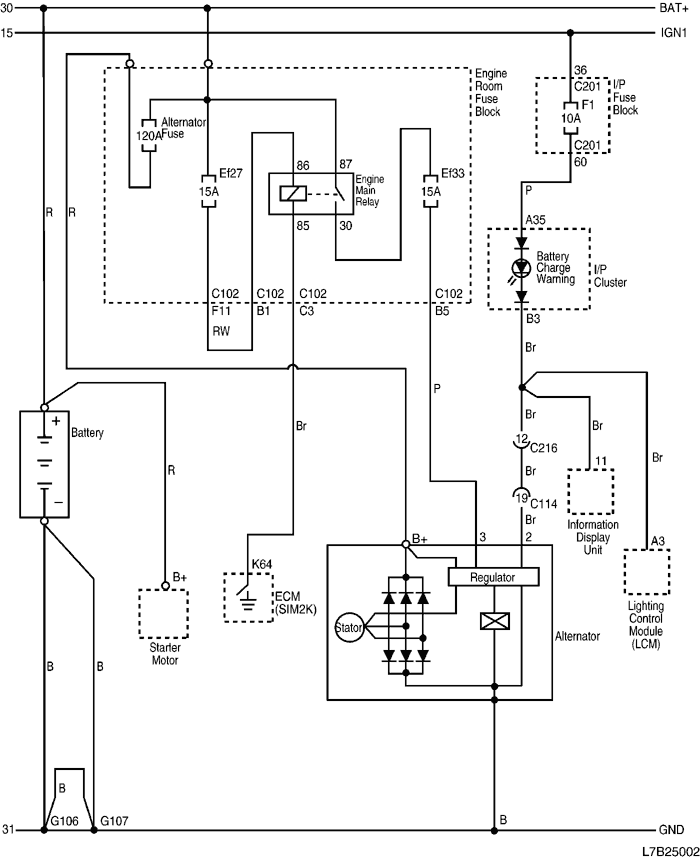 30
BAT+
15
IGN1
36
C201
F1
10A
C201
60
I/P
Fuse
Block
Engine
Room
Fuse
Block
Alternator
Fuse
120A
Ef27
15A
86
87
Engine
Main
Relay
85
30
Ef33
15A
P
A35
Battery
Charge
Warning
I/P
Cluster
B3
R
R
C102
C102
C102
C102
F11
B1
C3
B5
RW
Br
P
Br
Br
Br
Br
12
C216
11
Br
19
C114
Br
Information
Display
Unit
A3
Lighting
Control
Module
(LCM)
+
Battery
–
R
B+
Starter
Motor
K64
ECM
(SIM2K)
B+
3
2
Regulator
Stator
Alternator
B
B
B
G106
G107
B
31
GND
L7B25002